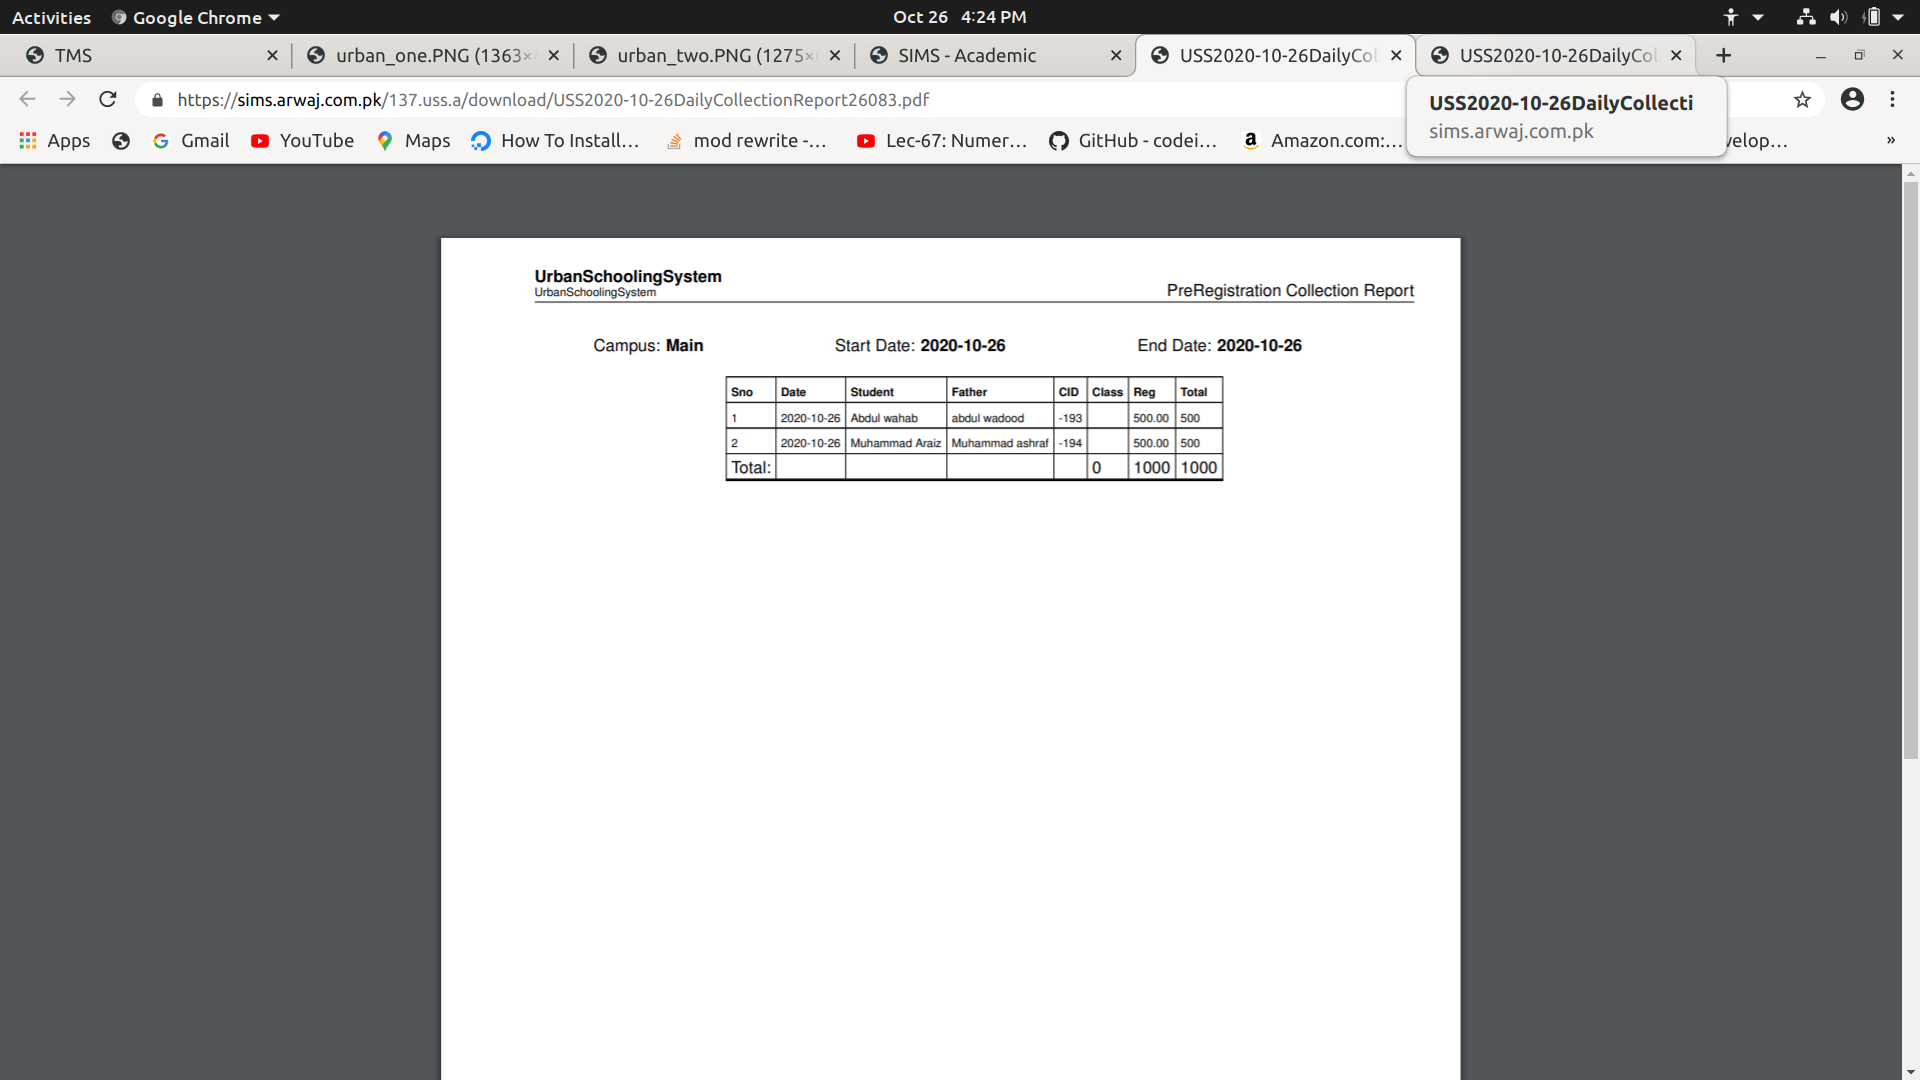 Activities Google Chrome Oct 26 4:24 PM
TMS urban_one.PNG (1363× urban_two.PNG (1275× SIMS - Academic USS2020-10-26DailyCol USS2020-10-26DailyCol
https://sims.arwaj.com.pk/137.uss.a/download/USS2020-10-26DailyCollectionReport26083.pdf
USS2020-10-26DailyCollecti
sims.arwaj.com.pk
Apps Gmail YouTube Maps How To Install… mod rewrite -… Lec-67: Numer… GitHub - codei… Amazon.com:… velop… »
UrbanSchoolingSystem
UrbanSchoolingSystem PreRegistration Collection Report
Campus: Main Start Date: 2020-10-26 End Date: 2020-10-26
Sno Date Student Father CID Class Reg Total
1 2020-10-26 Abdul wahab abdul wadood -193 500.00 500
2 2020-10-26 Muhammad Araiz Muhammad ashraf -194 500.00 500
Total: 0 1000 1000